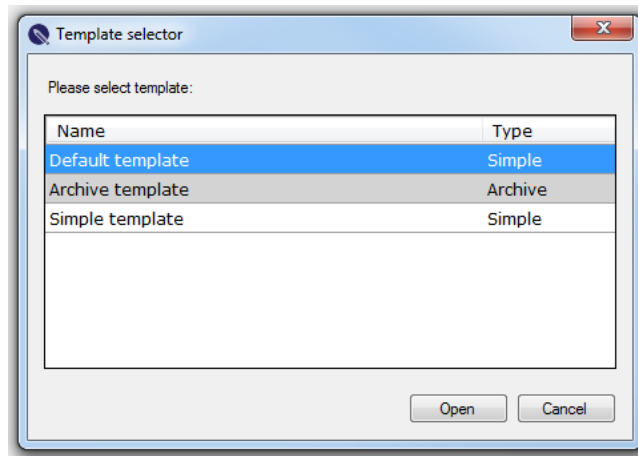 Template selector
Please select template:
Name Type
Default template Simple
Archive template Archive
Simple template Simple
Open Cancel